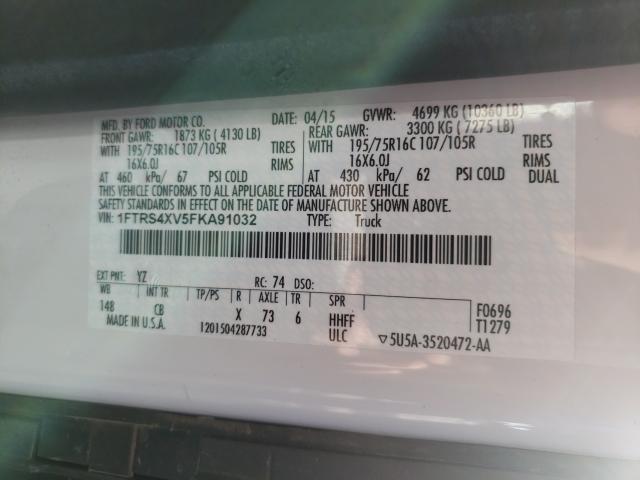 MFD. BY FORD MOTOR CO. DATE: 04/15 GVWR: 4699 KG (10360 LB)
FRONT GAWR: 1873 KG ( 4130 LB) REAR GAWR: 3300 KG ( 7275 LB)
WITH 195/75R16C 107/105R TIRES WITH 195/75R16C 107/105R TIRES
16X6.0J RIMS 16X6.0J RIMS
AT 460 kPa/ 67 PSI COLD AT 430 kPa/ 62 PSI COLD DUAL
THIS VEHICLE CONFORMS TO ALL APPLICABLE FEDERAL MOTOR VEHICLE
SAFETY STANDARDS IN EFFECT ON THE DATE OF MANUFACTURE SHOWN ABOVE.
VIN: 1FTRS4XV5FKA91032 TYPE: Truck
EXT PNT: YZ RC: 74 DSO:
WB INT TR TP/PS R AXLE TR SPR F0696
148 CB X 73 6 HHFF T1279
MADE IN U.S.A. 1201504287733 ULC ▽5U5A-3520472-AA